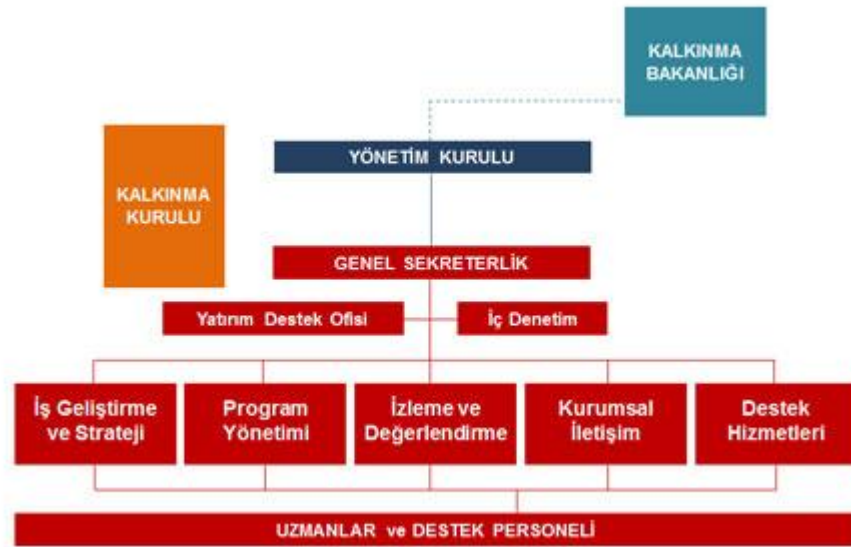 KALKINMA
BAKANLIĞI
YÖNETİM KURULU
KALKINMA
KURULU
GENEL SEKRETERLİK
Yatırım Destek Ofisi
İç Denetim
İş Geliştirme
ve Strateji
Program
Yönetimi
İzleme ve
Değerlendirme
Kurumsal
İletişim
Destek
Hizmetleri
UZMANLAR ve DESTEK PERSONELİ